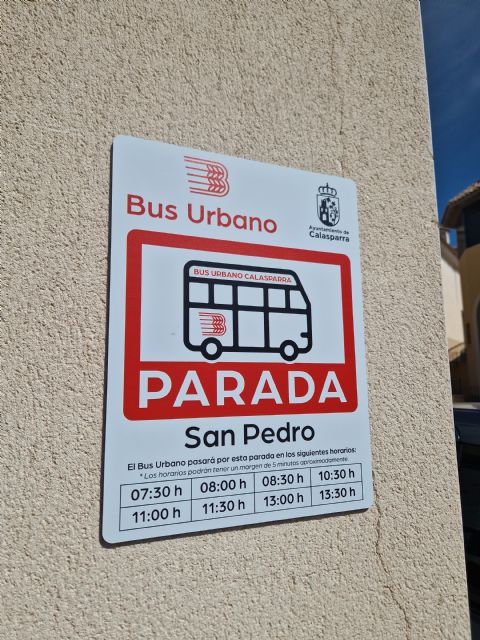 Bus Urbano
Ayuntamiento de
Calasparra
BUS URBANO CALASPARRA
PARADA
San Pedro
El Bus Urbano pasará por esta parada en los siguientes horarios:
* Los horarios podrán tener un margen de 5 minutos aproximadamente.
07:30 h 08:00 h 08:30 h 10:30 h
11:00 h 11:30 h 13:00 h 13:30 h